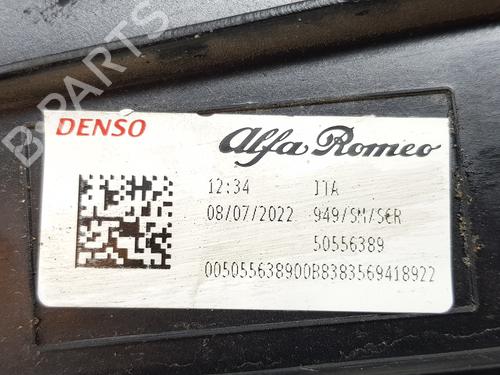 DENSO Alfa Romeo
12:34 ITA
08/07/2022 949/SM/SER
50556389
005055638900B8383569418922
B-PARTS